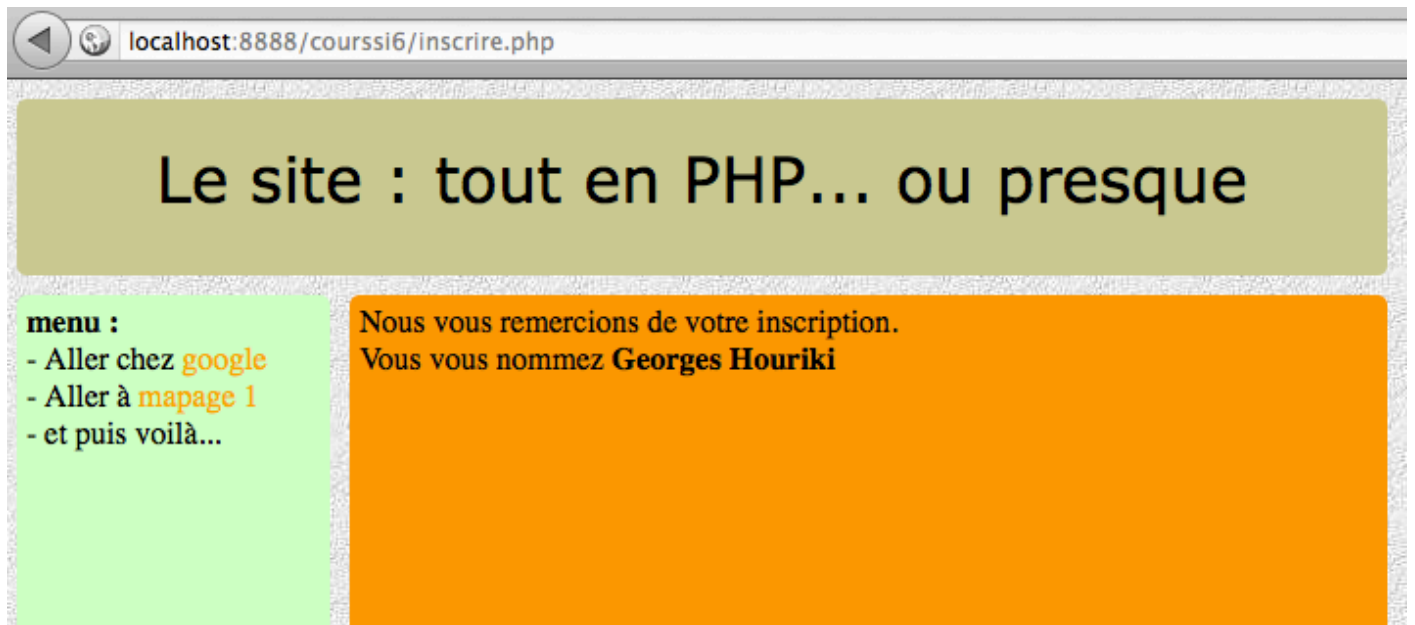 localhost:8888/courssi6/inscrire.php
Le site : tout en PHP... ou presque
menu :
- Aller chez google
- Aller à mapage 1
- et puis voilà...
Nous vous remercions de votre inscription.
Vous vous nommez Georges Houriki